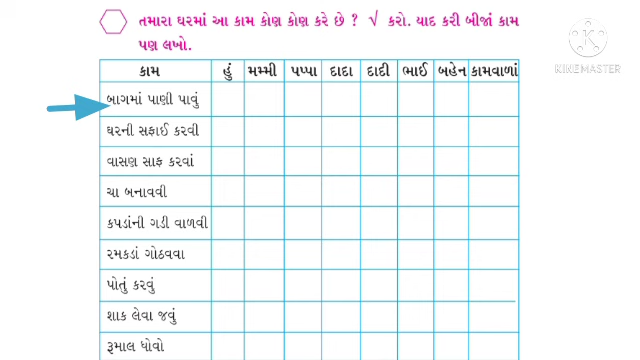 તમારા ઘરમાં આ કામ કોણ કોણ કરે છે ? √ કરો. યાદ કરી બીજાં કામ
પણ લખો.
કામ હું મમ્મી પપ્પા દાદા દાદી ભાઈ બહેન કામવાળાં
બાગમાં પાણી પાવું
ઘરની સફાઈ કરવી
વાસણ સાફ કરવાં
ચા બનાવવી
કપડાંની ગડી વાળવી
રમકડાં ગોઠવવા
પોતું કરવું
શાક લેવા જવું
રૂમાલ ધોવો
KINEMASTER